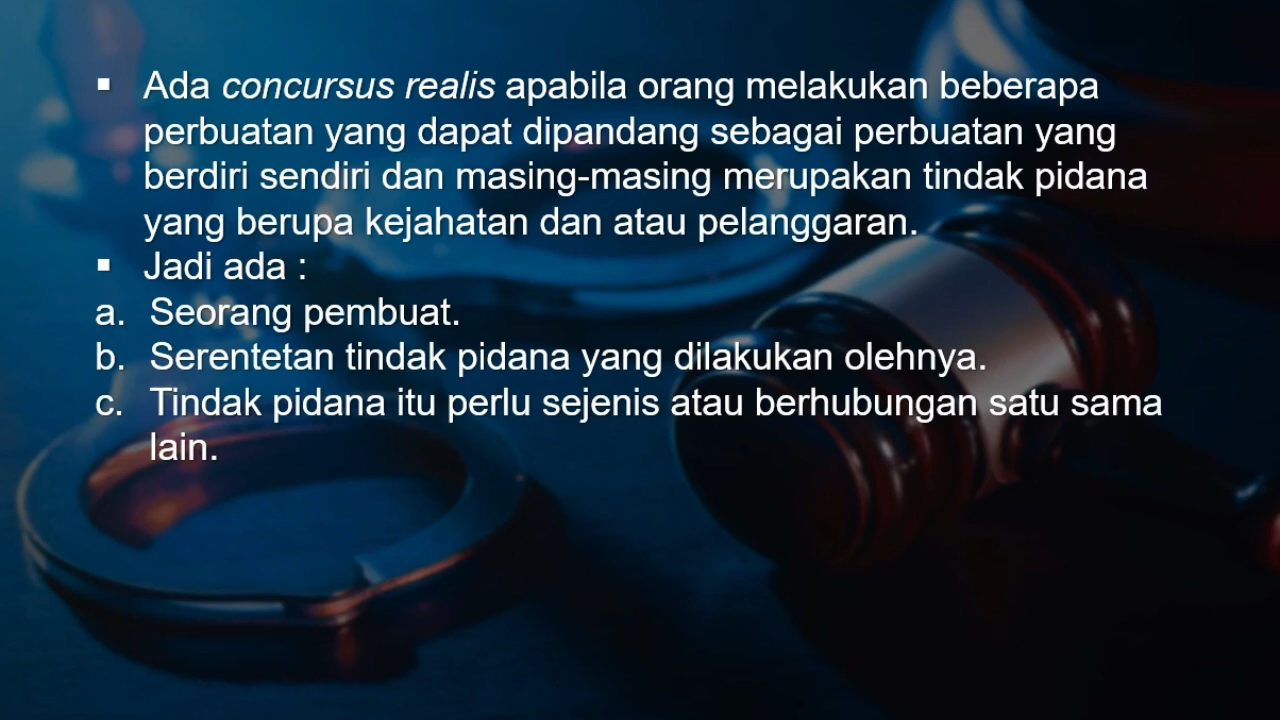 ▪ Ada concursus realis apabila orang melakukan beberapa
perbuatan yang dapat dipandang sebagai perbuatan yang
berdiri sendiri dan masing-masing merupakan tindak pidana
yang berupa kejahatan dan atau pelanggaran.
▪ Jadi ada :
a. Seorang pembuat.
b. Serentetan tindak pidana yang dilakukan olehnya.
c. Tindak pidana itu perlu sejenis atau berhubungan satu sama
lain.